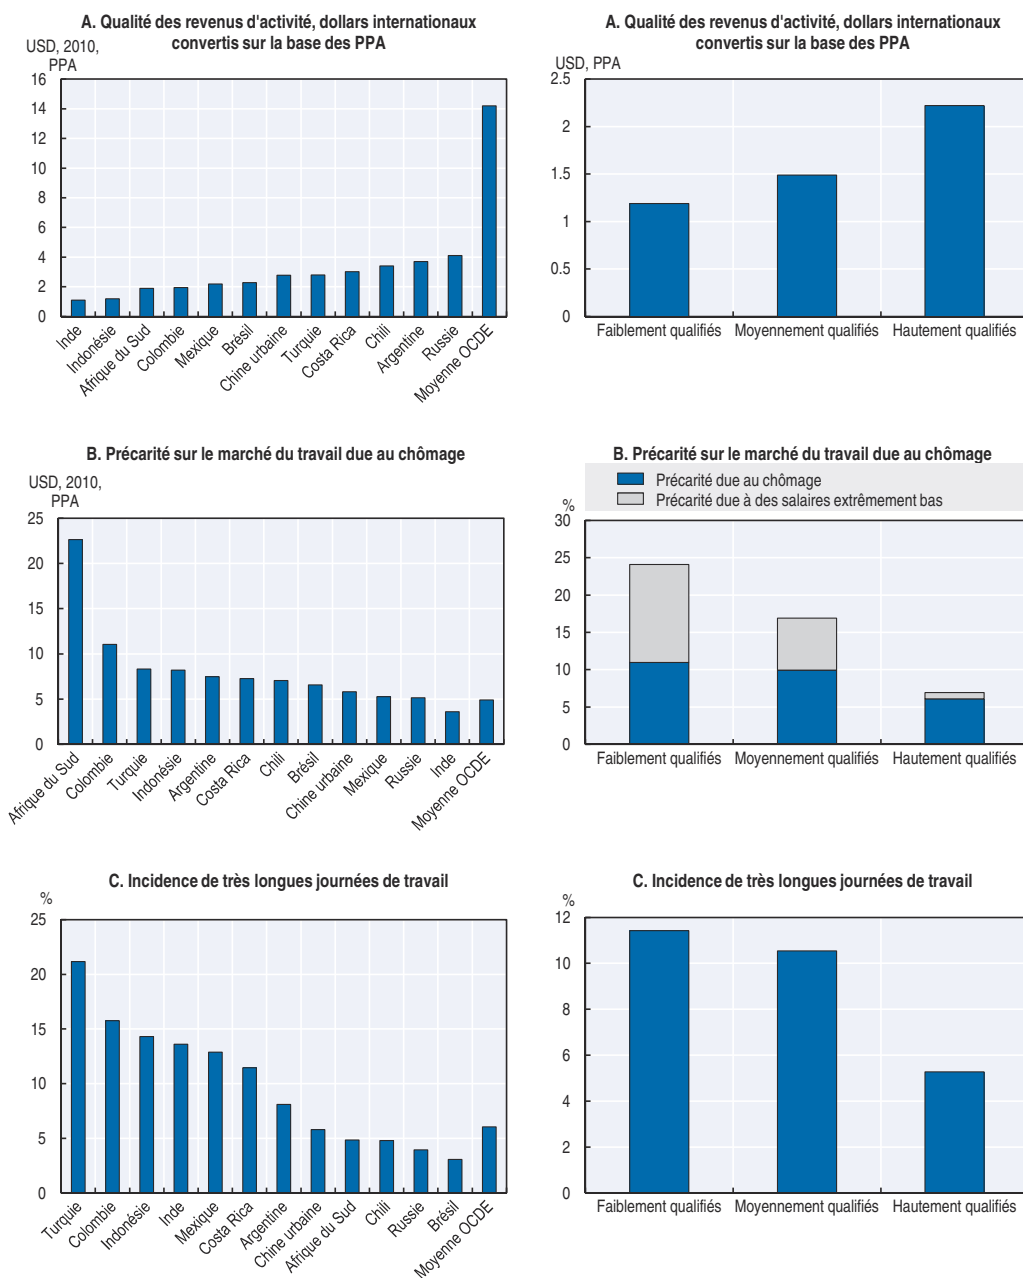 A. Qualité des revenus d'activité, dollars internationaux
convertis sur la base des PPA
USD, 2010,
PPA
16
14
12
10
8
6
4
2
0
Inde
Indonésie
Afrique du Sud
Colombie
Mexique
Brésil
Chine urbaine
Turquie
Costa Rica
Chili
Argentine
Russie
Moyenne OCDE
A. Qualité des revenus d'activité, dollars internationaux
convertis sur la base des PPA
USD, PPA
2.5
2
1.5
1
0.5
0
Faiblement qualifiés
Moyennement qualifiés
Hautement qualifiés
B. Précarité sur le marché du travail due au chômage
USD, 2010,
PPA
25
20
15
10
5
0
Afrique du Sud
Colombie
Turquie
Indonésie
Argentine
Costa Rica
Chili
Brésil
Chine urbaine
Mexique
Russie
Inde
Moyenne OCDE
B. Précarité sur le marché du travail due au chômage
Précarité due au chômage
Précarité due à des salaires extrêmement bas
%
30
25
20
15
10
5
0
Faiblement qualifiés
Moyennement qualifiés
Hautement qualifiés
C. Incidence de très longues journées de travail
%
25
20
15
10
5
0
Turquie
Colombie
Indonésie
Inde
Mexique
Costa Rica
Argentine
Chine urbaine
Afrique du Sud
Chili
Russie
Brésil
Moyenne OCDE
C. Incidence de très longues journées de travail
%
12
10
8
6
4
2
0
Faiblement qualifiés
Moyennement qualifiés
Hautement qualifiés